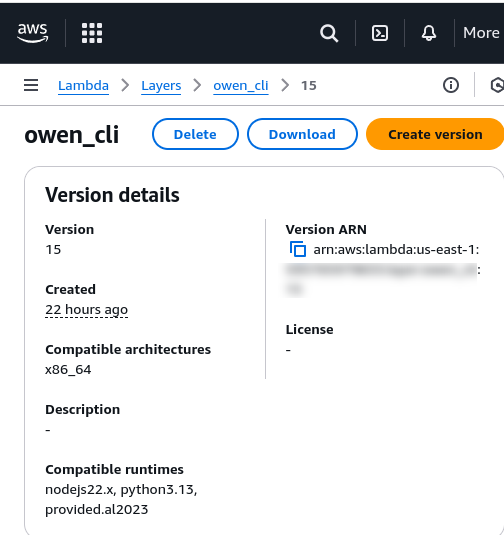 aws
More
Lambda > Layers > owen_cli > 15
owen_cli
Delete
Download
Create version
Version details
Version
15
Created
22 hours ago
Compatible architectures
x86_64
Description
-
Compatible runtimes
nodejs22.x, python3.13,
provided.al2023
Version ARN
arn:aws:lambda:us-east-1:
:
License
-